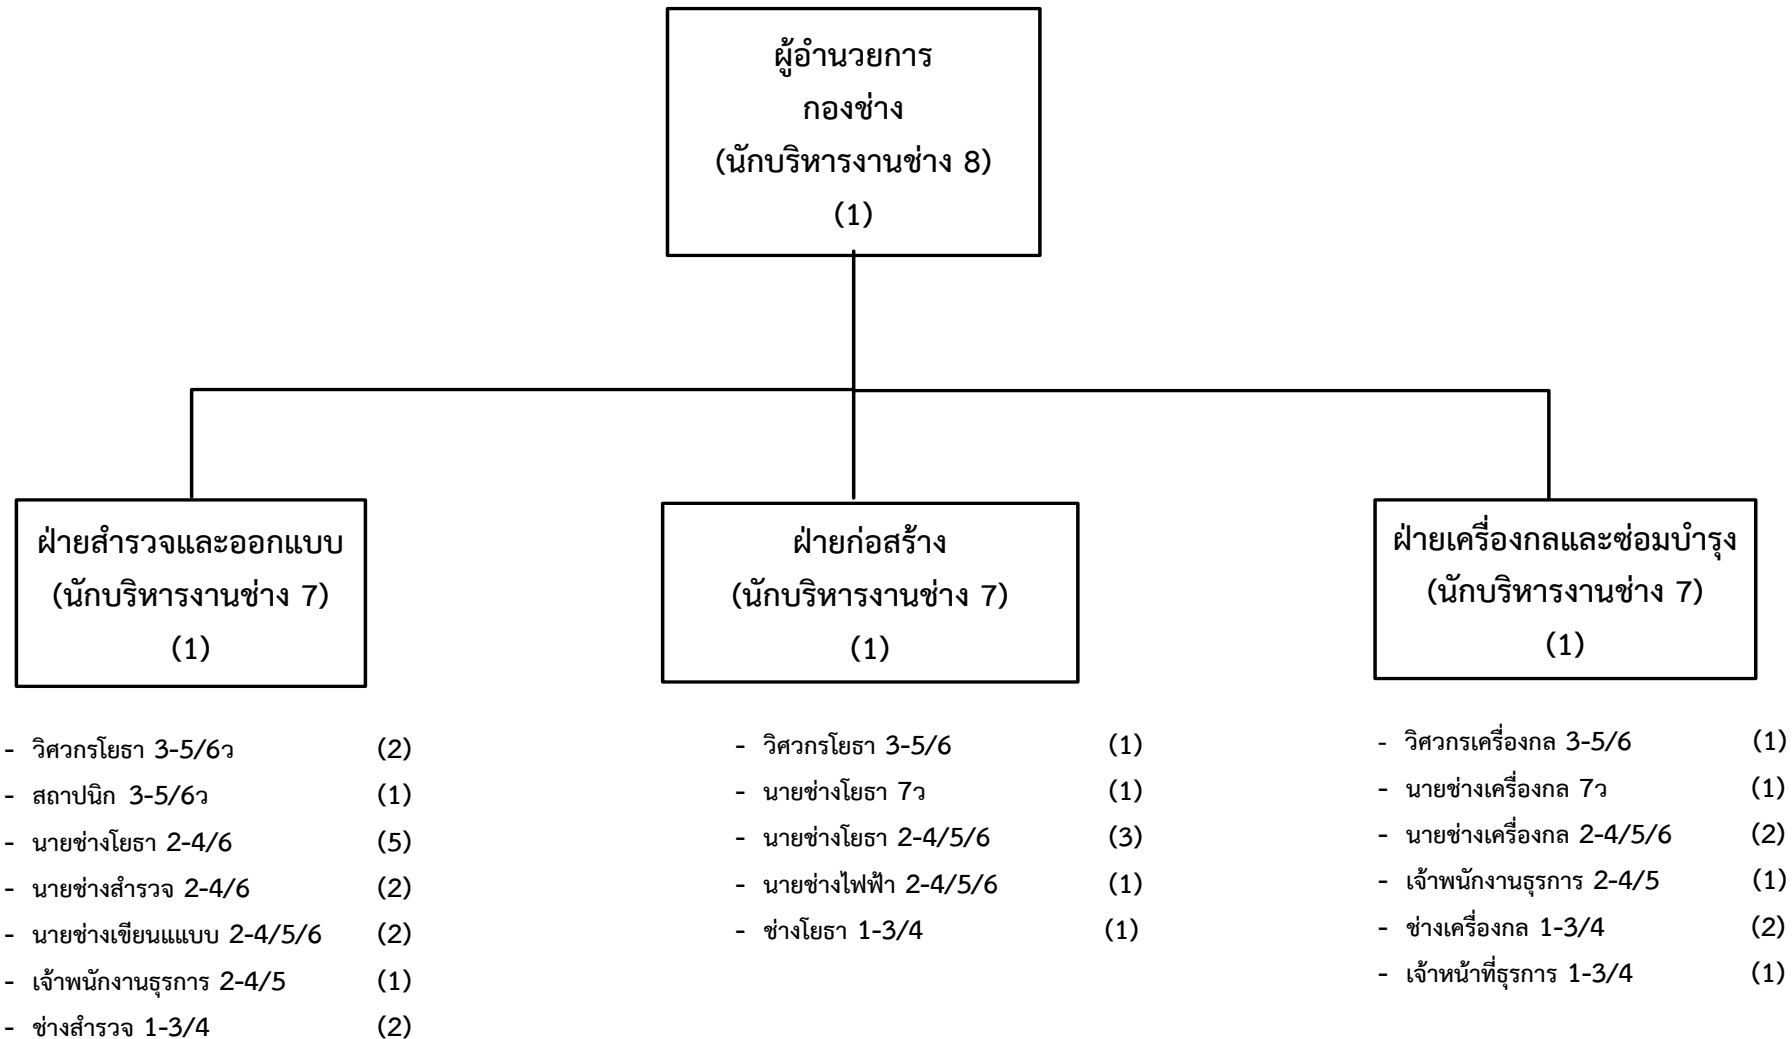 ผู้อำนวยการ
กองช่าง
(นักบริหารงานช่าง 8)
(1)
ฝ่ายสำรวจและออกแบบ
(นักบริหารงานช่าง 7)
(1)
- วิศวกรโยธา 3-5/6ว (2)
- สถาปนิก 3-5/6ว (1)
- นายช่างโยธา 2-4/6 (5)
- นายช่างสำรวจ 2-4/6 (2)
- นายช่างเขียนแแบบ 2-4/5/6 (2)
- เจ้าพนักงานธุรการ 2-4/5 (1)
- ช่างสำรวจ 1-3/4 (2)
ฝ่ายก่อสร้าง
(นักบริหารงานช่าง 7)
(1)
- วิศวกรโยธา 3-5/6 (1)
- นายช่างโยธา 7ว (1)
- นายช่างโยธา 2-4/5/6 (3)
- นายช่างไฟฟ้า 2-4/5/6 (1)
- ช่างโยธา 1-3/4 (1)
ฝ่ายเครื่องกลและซ่อมบำรุง
(นักบริหารงานช่าง 7)
(1)
- วิศวกรเครื่องกล 3-5/6 (1)
- นายช่างเครื่องกล 7ว (1)
- นายช่างเครื่องกล 2-4/5/6 (2)
- เจ้าพนักงานธุรการ 2-4/5 (1)
- ช่างเครื่องกล 1-3/4 (2)
- เจ้าหน้าที่ธุรการ 1-3/4 (1)